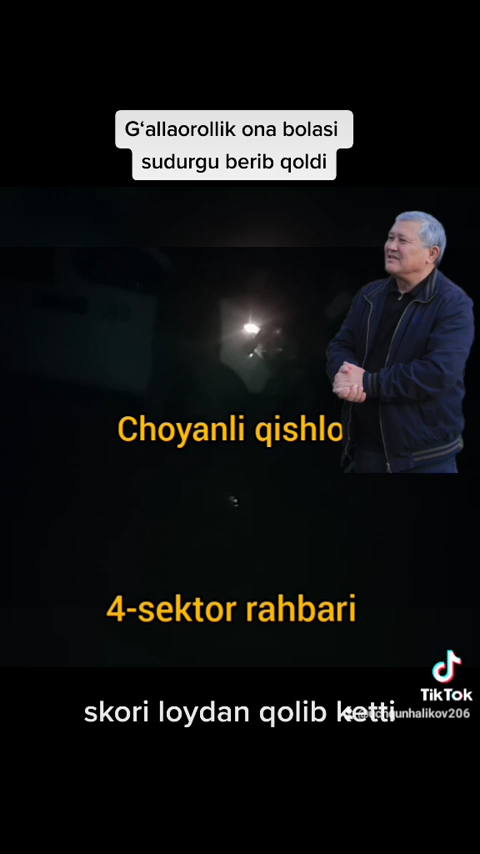 G‘allaorollik ona bolasi
sudurgu berib qoldi
Choyanli qishlo
4-sektor rahbari
TikTok
skori loydan qolib ketti